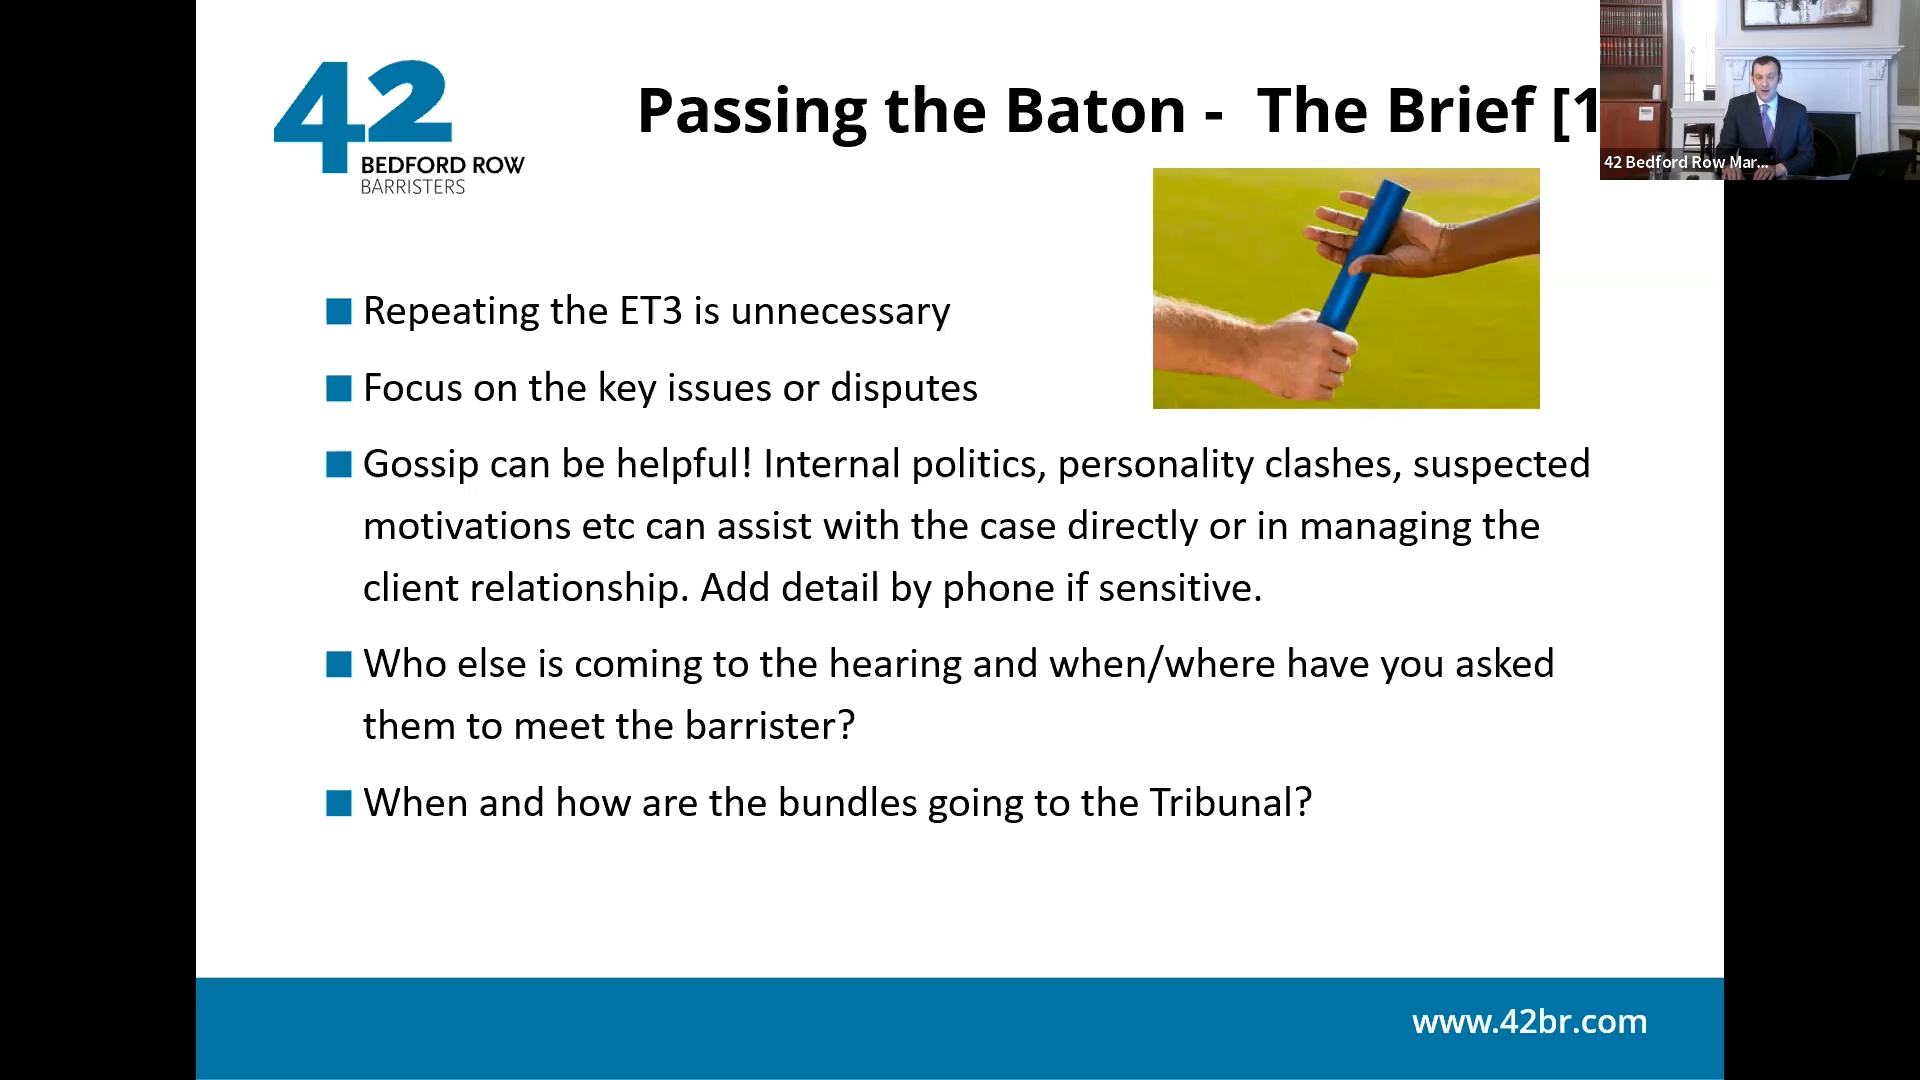 42
BEDFORD ROW
BARRISTERS
Passing the Baton - The Brief [1
42 Bedford Row Mar...
Repeating the ET3 is unnecessary
Focus on the key issues or disputes
Gossip can be helpful! Internal politics, personality clashes, suspected
motivations etc can assist with the case directly or in managing the
client relationship. Add detail by phone if sensitive.
Who else is coming to the hearing and when/where have you asked
them to meet the barrister?
When and how are the bundles going to the Tribunal?
www.42br.com